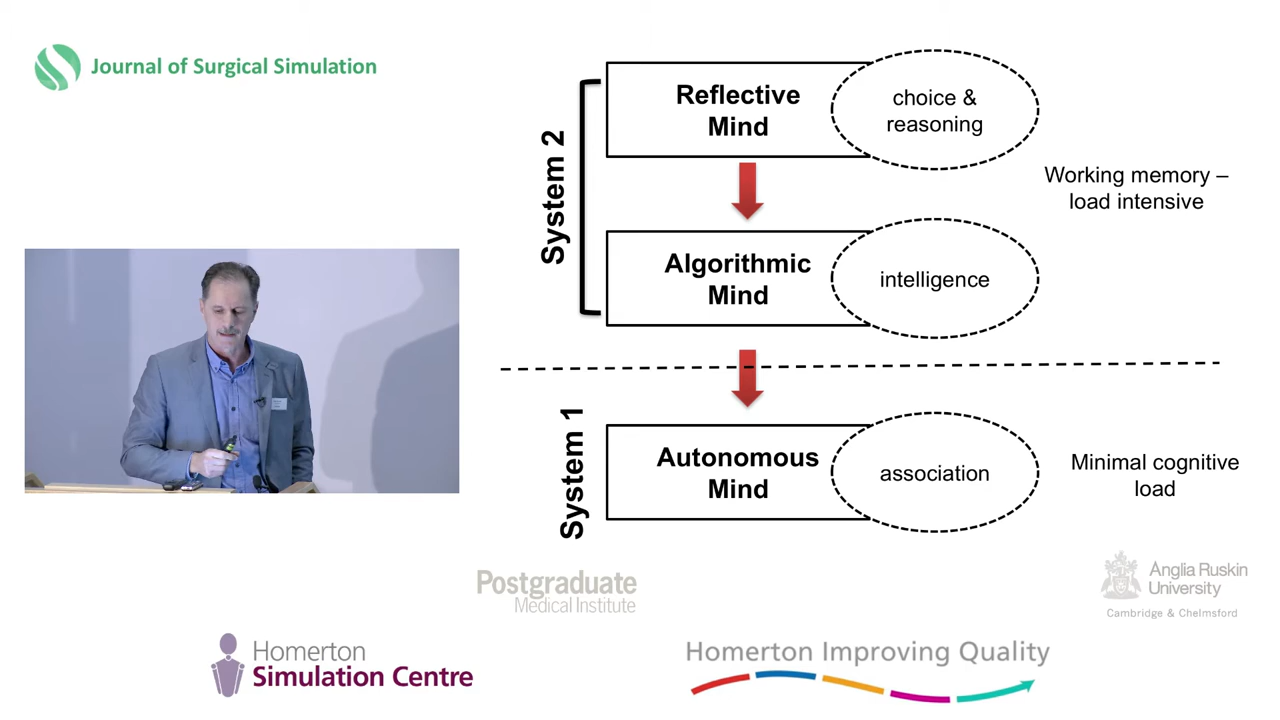 Journal of Surgical Simulation
System 2
Reflective
Mind
choice &
reasoning
Working memory –
load intensive
Algorithmic
Mind
intelligence
System 1
Autonomous
Mind
association
Minimal cognitive
load
Postgraduate
Medical Institute
Anglia Ruskin
University
Cambridge & Chelmsford
Homerton
Simulation Centre
Homerton Improving Quality